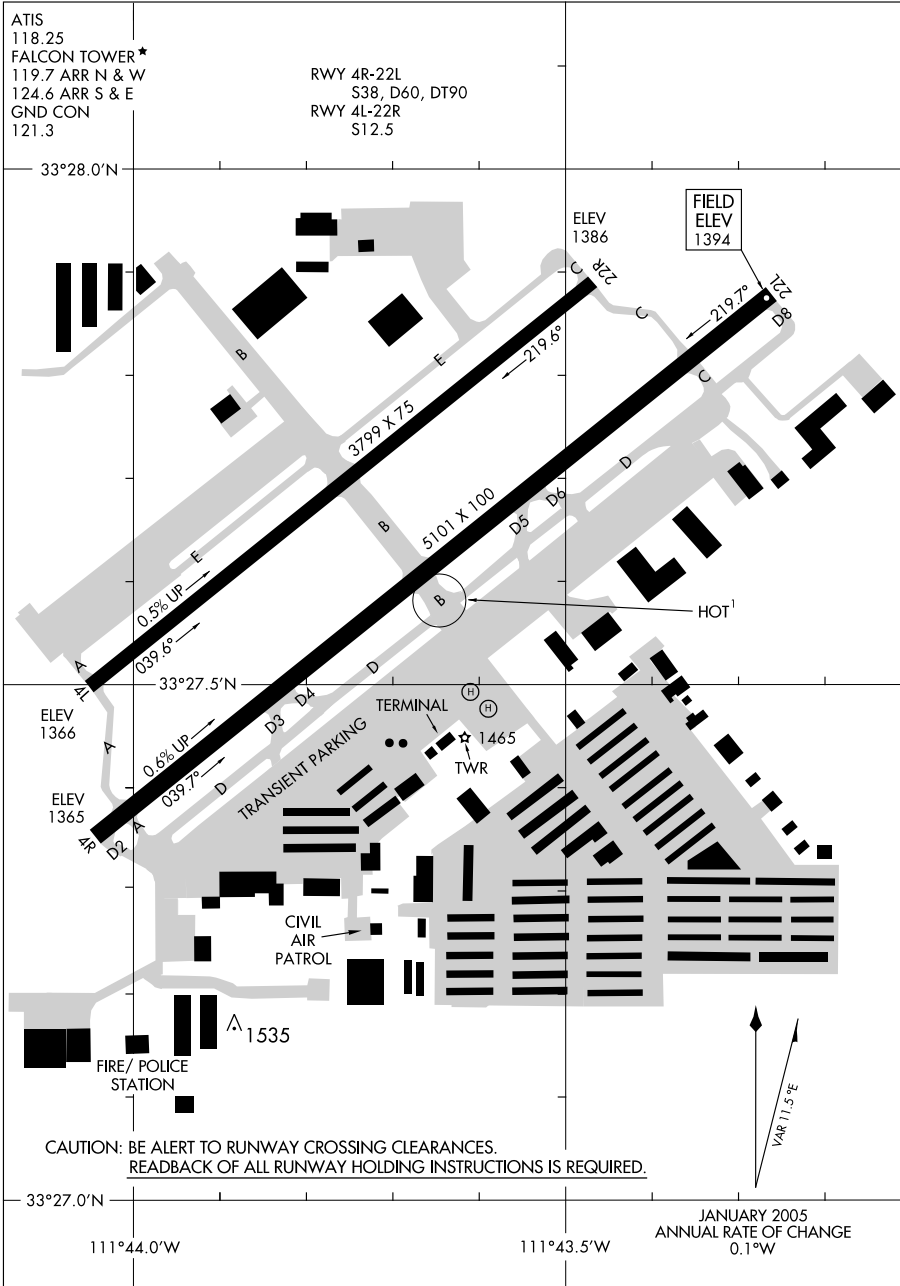 ATIS
118.25
FALCON TOWER★
119.7 ARR N & W
124.6 ARR S & E
GND CON
121.3
RWY 4R-22L
S38, D60, DT90
RWY 4L-22R
S12.5
33°28.0'N
FIELD
ELEV
1394
ELEV
1386
C
22R
22L
D8
219.7°
C
219.6°
B
E
C
3799 X 75
D
5101 X 100
D6
D5
B
E
0.5% UP
039.6°
B
HOT¹
A
4L
33°27.5'N
D
D4
D3
H
H
ELEV
1366
A
TERMINAL
1465
TWR
0.6% UP
039.7°
D
TRANSIENT PARKING
ELEV
1365
4R
D2
A
CIVIL
AIR
PATROL
1535
FIRE/ POLICE
STATION
VAR 11.5 °E
CAUTION: BE ALERT TO RUNWAY CROSSING CLEARANCES.
READBACK OF ALL RUNWAY HOLDING INSTRUCTIONS IS REQUIRED.
33°27.0'N
JANUARY 2005
ANNUAL RATE OF CHANGE
0.1°W
111°44.0'W
111°43.5'W